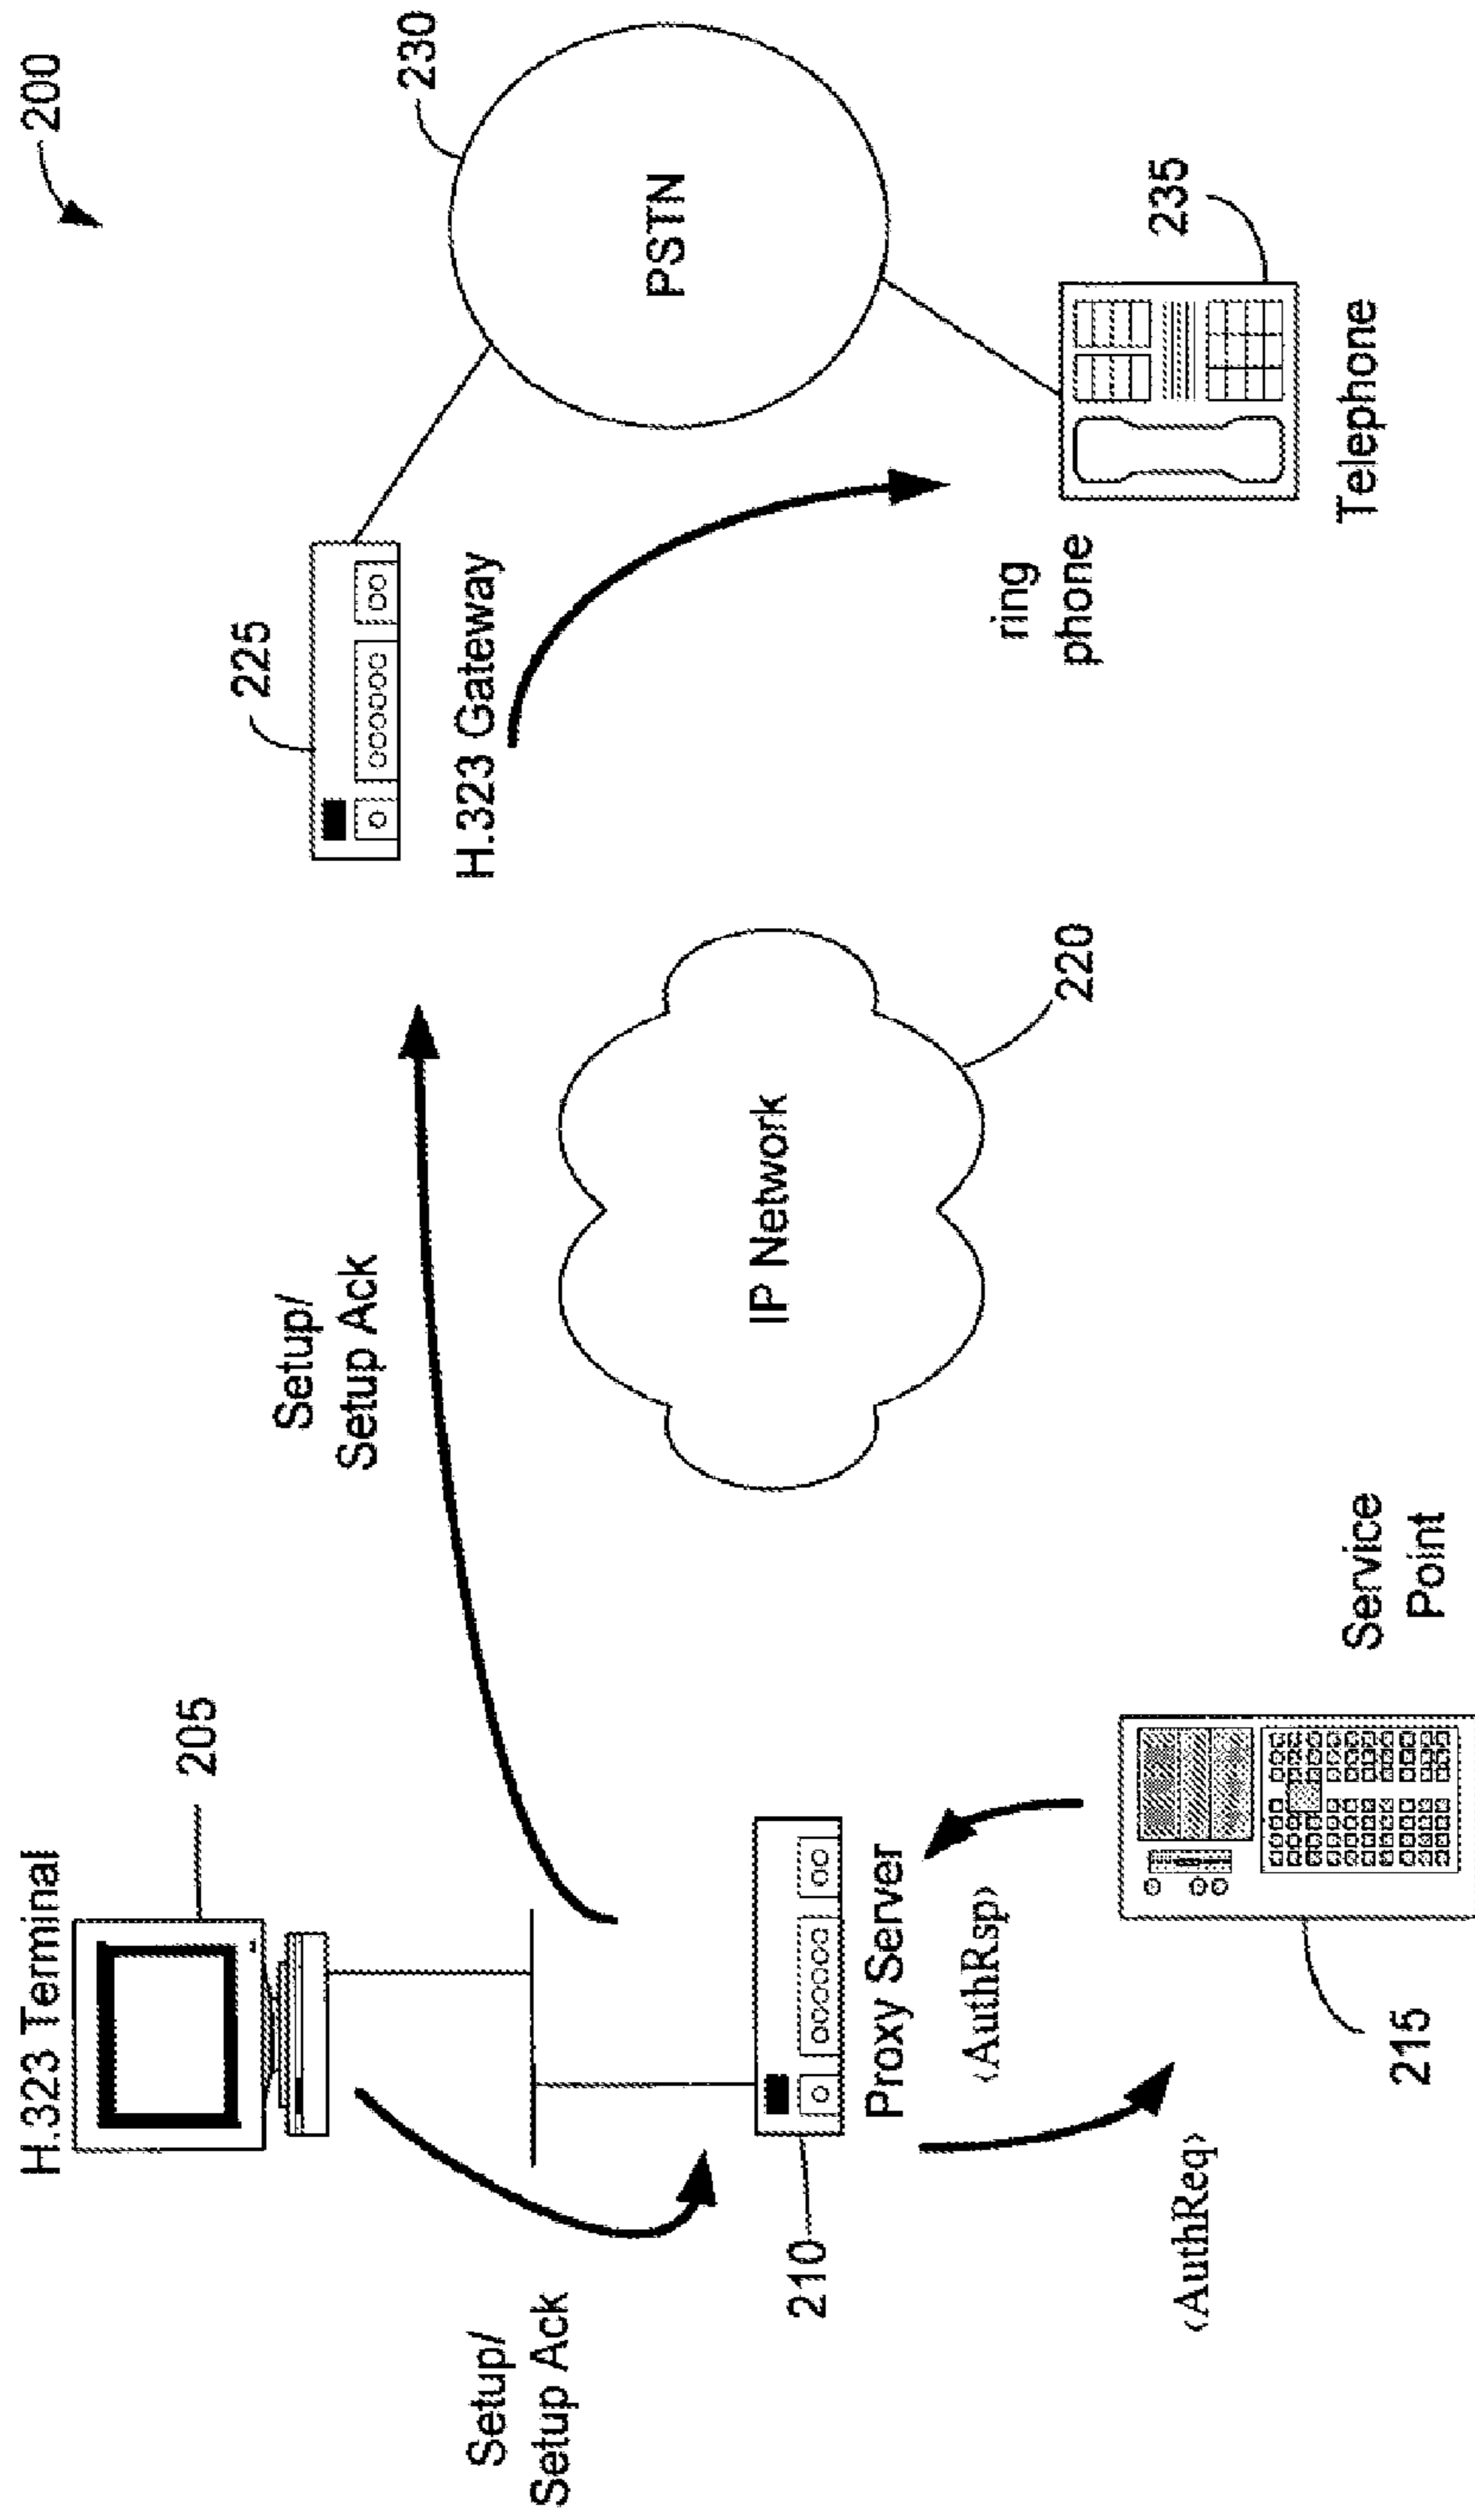 200
H.323 Terminal
205
Setup/
Setup Ack
225
H.323 Gateway
230
PSTN
Setup/
Setup Ack
210
Proxy Server
IP Network
220
ring
phone
235
Telephone
‹AuthRsp›
‹AuthReq›
215
Service
Point